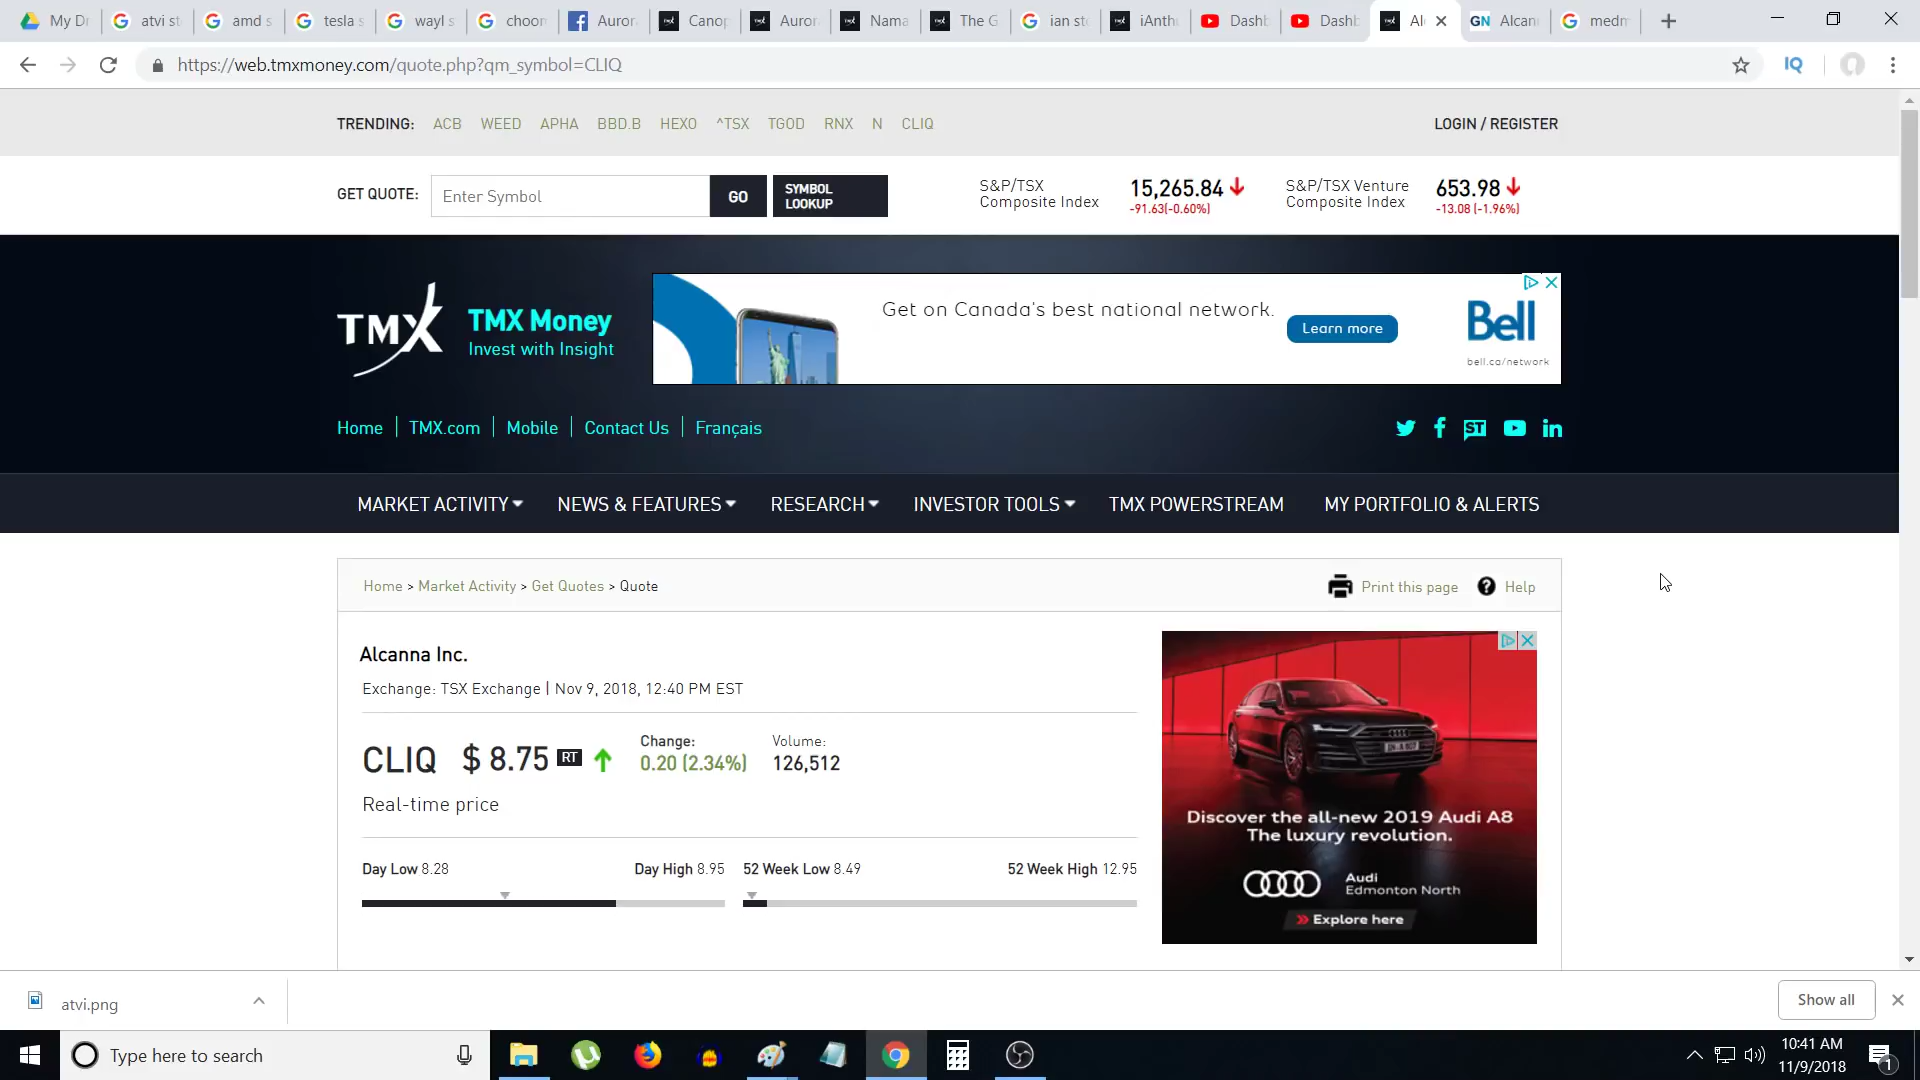 My Dr
atvi st
amd s
tesla s
wayl s
choom
Auror
Canop
Auror
Nama
The G
ian sto
iAnth
Dashb
Dashb
Alc
GN Alcann
medm
https://web.tmxmoney.com/quote.php?qm_symbol=CLIQ
IQ
TRENDING: ACB WEED APHA BBD.B HEXO ^TSX TGOD RNX N CLIQ
LOGIN / REGISTER
GET QUOTE:
Enter Symbol
GO
SYMBOL
LOOKUP
S&P/TSX
Composite Index
15,265.84
-91.63(-0.60%)
S&P/TSX Venture
Composite Index
653.98
-13.08 (-1.96%)
TMX
TMX Money
Invest with Insight
Get on Canada's best national network.
Learn more
Bell
bell.ca/network
Home | TMX.com | Mobile | Contact Us | Français
ST
MARKET ACTIVITY NEWS & FEATURES RESEARCH INVESTOR TOOLS TMX POWERSTREAM MY PORTFOLIO & ALERTS
Home > Market Activity > Get Quotes > Quote
Print this page
? Help
Alcanna Inc.
Exchange: TSX Exchange | Nov 9, 2018, 12:40 PM EST
CLIQ $ 8.75 RT
Change:
0.20 (2.34%)
Volume:
126,512
Real-time price
Day Low 8.28
Day High 8.95
52 Week Low 8.49
52 Week High 12.95
Discover the all-new 2019 Audi A8
The luxury revolution.
Audi
Edmonton North
Explore here
atvi.png
Show all
Type here to search
10:41 AM
11/9/2018
1